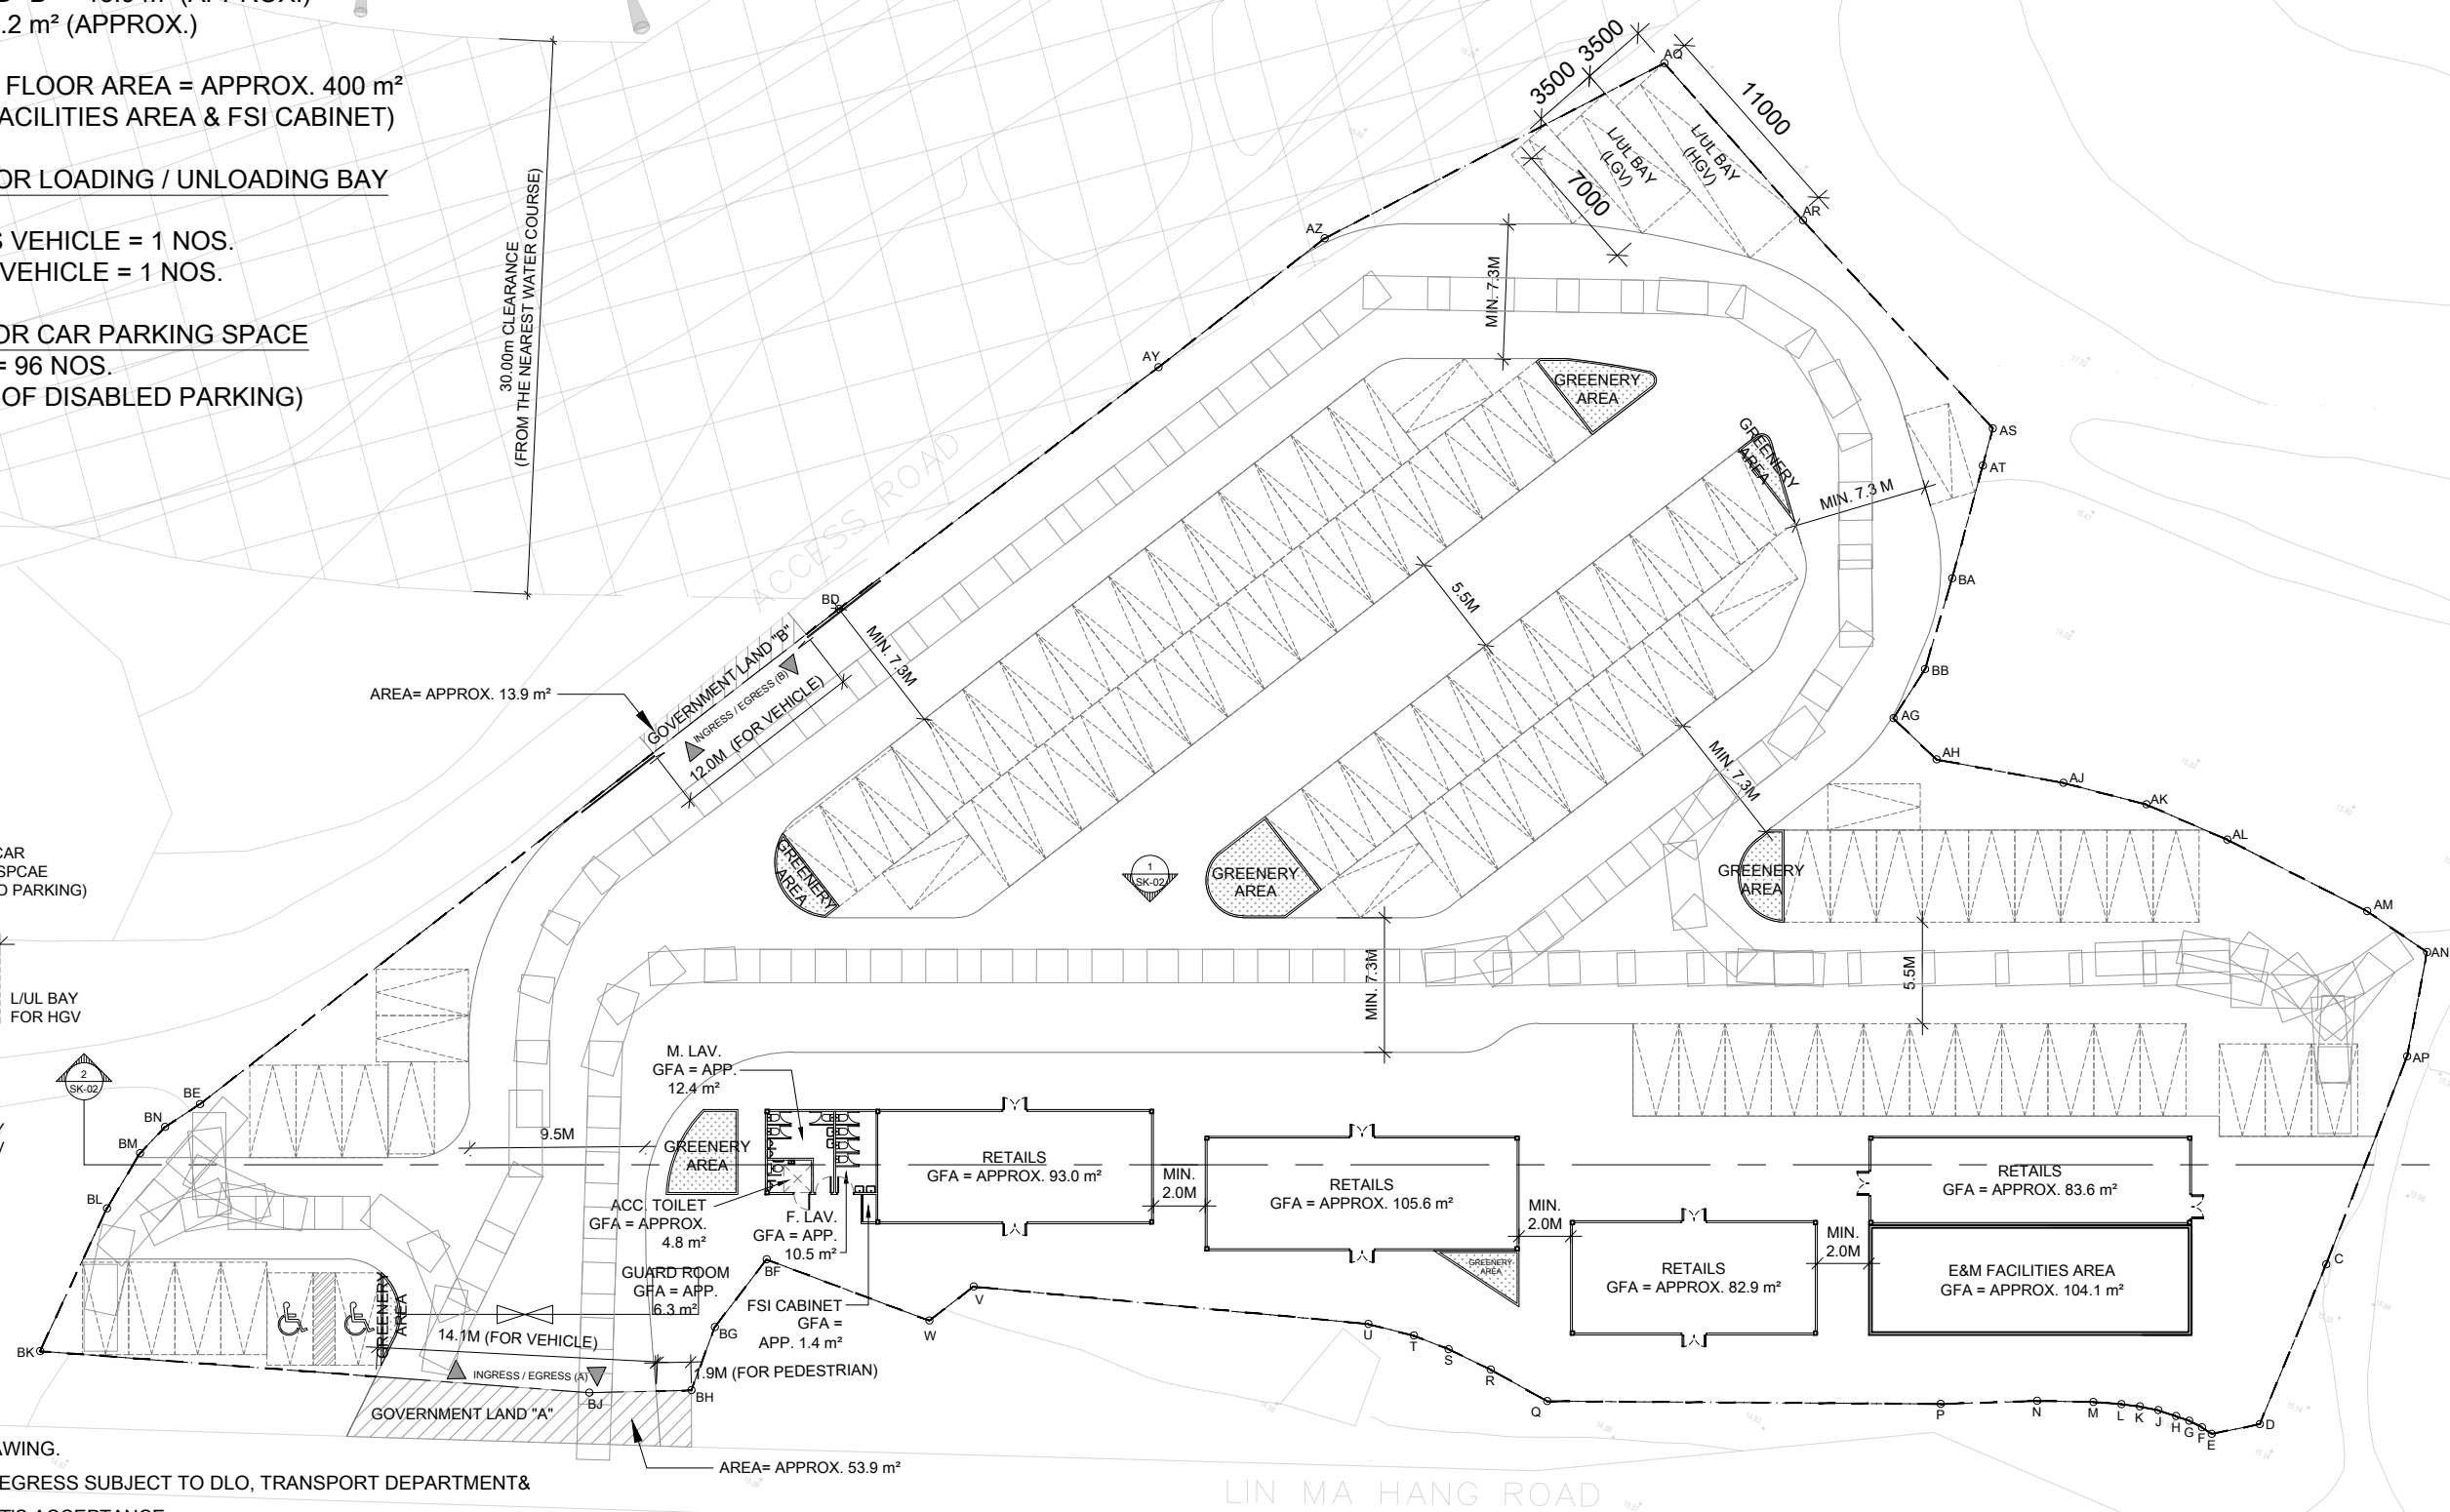 .2 m² (APPROX.)
FLOOR AREA = APPROX. 400 m²
ACILITIES AREA & FSI CABINET)
OR LOADING / UNLOADING BAY
S VEHICLE = 1 NOS.
VEHICLE = 1 NOS.
OR CAR PARKING SPACE
= 96 NOS.
OF DISABLED PARKING)
30.00m CLEARANCE
(FROM THE NEAREST WATER COURSE)
3500
3500
11000
7000
L/UL BAY
(LGV)
L/UL BAY
(HGV)
AQ
AR
AZ
AY
AS
AT
BA
BB
AG
AH
AJ
AK
AL
AM
AN
AP
MIN. 7.3M
GREENERY
AREA
GREENERY
AREA
MIN. 7.3 M
ACCESS ROAD
BD
MIN. 7.3M
5.5M
MIN. 7.3M
AREA= APPROX. 13.9 m²
GOVERNMENT LAND "B"
INGRESS / EGRESS (B)
12.0M (FOR VEHICLE)
GREENERY
AREA
GREENERY
AREA
GREENERY
AREA
1
SK-02
CAR
SPCAE
D PARKING)
L/UL BAY
FOR HGV
MIN. 7.3M
5.5M
2
SK-02
BE
BN
BM
BL
BK
9.5M
GREENERY
AREA
M. LAV.
GFA = APP.
12.4 m²
ACC. TOILET
GFA = APPROX.
4.8 m²
F. LAV.
GFA = APP.
10.5 m²
GUARD ROOM
GFA = APP.
6.3 m²
FSI CABINET
GFA =
APP. 1.4 m²
RETAILS
GFA = APPROX. 93.0 m²
MIN.
2.0M
RETAILS
GFA = APPROX. 105.6 m²
GREENERY
AREA
MIN.
2.0M
RETAILS
GFA = APPROX. 82.9 m²
MIN.
2.0M
RETAILS
GFA = APPROX. 83.6 m²
E&M FACILITIES AREA
GFA = APPROX. 104.1 m²
GREENERY
AREA
14.1M (FOR VEHICLE)
1.9M (FOR PEDESTRIAN)
INGRESS / EGRESS (A)
GOVERNMENT LAND "A"
AREA= APPROX. 53.9 m²
BF
BG
BH
BJ
W
V
U
T
S
R
Q
P
N
M
L
K
J
H
G
F
E
D
C
AWING.
EGRESS SUBJECT TO DLO, TRANSPORT DEPARTMENT&
LIN MA HANG ROAD